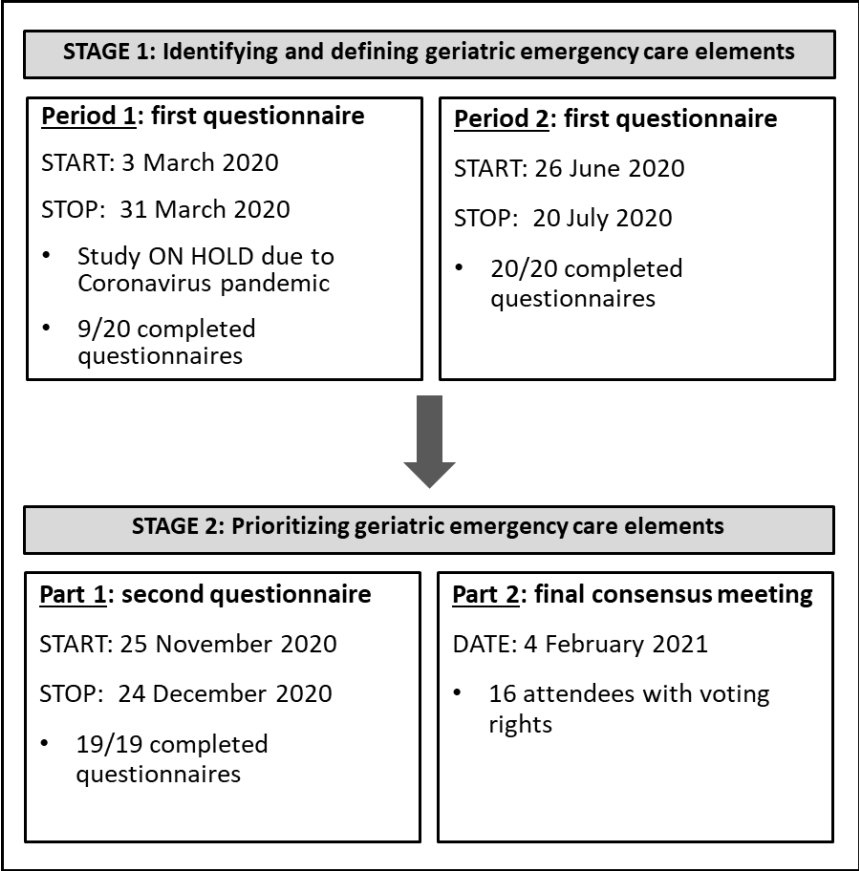 STAGE 1: Identifying and defining geriatric emergency care elements
Period 1: first questionnaire
START: 3 March 2020
STOP: 31 March 2020
• Study ON HOLD due to
Coronavirus pandemic
• 9/20 completed
questionnaires
Period 2: first questionnaire
START: 26 June 2020
STOP: 20 July 2020
• 20/20 completed
questionnaires
STAGE 2: Prioritizing geriatric emergency care elements
Part 1: second questionnaire
START: 25 November 2020
STOP: 24 December 2020
• 19/19 completed
questionnaires
Part 2: final consensus meeting
DATE: 4 February 2021
• 16 attendees with voting
rights